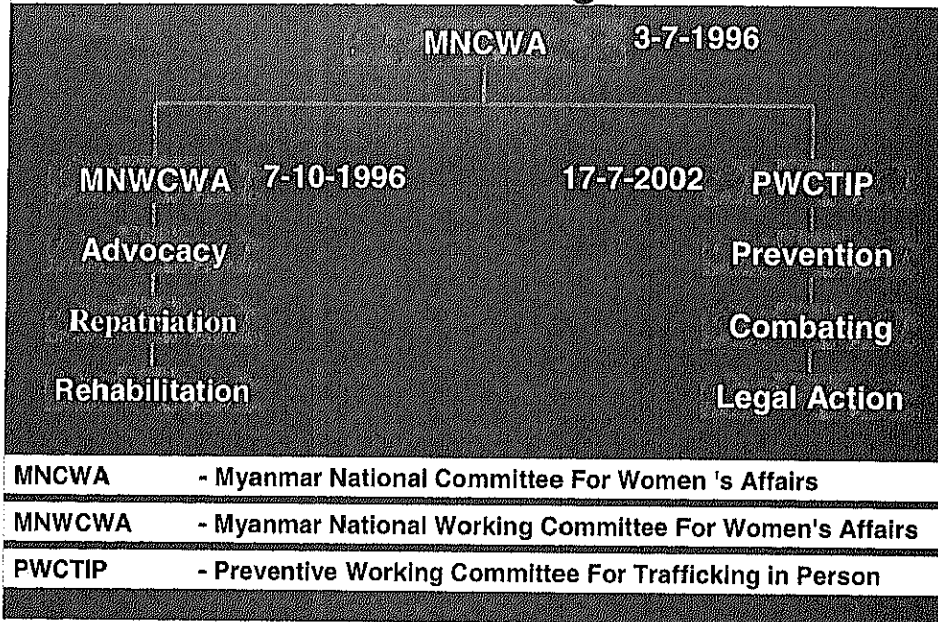 MNCWA 3-7-1996
MNWCWA 7-10-1996 17-7-2002 PWCTIP
Advocacy Prevention
Repatriation Combating
Rehabilitation Legal Action
MNCWA - Myanmar National Committee For Women 's Affairs
MNWCWA - Myanmar National Working Committee For Women's Affairs
PWCTIP - Preventive Working Committee For Trafficking in Person